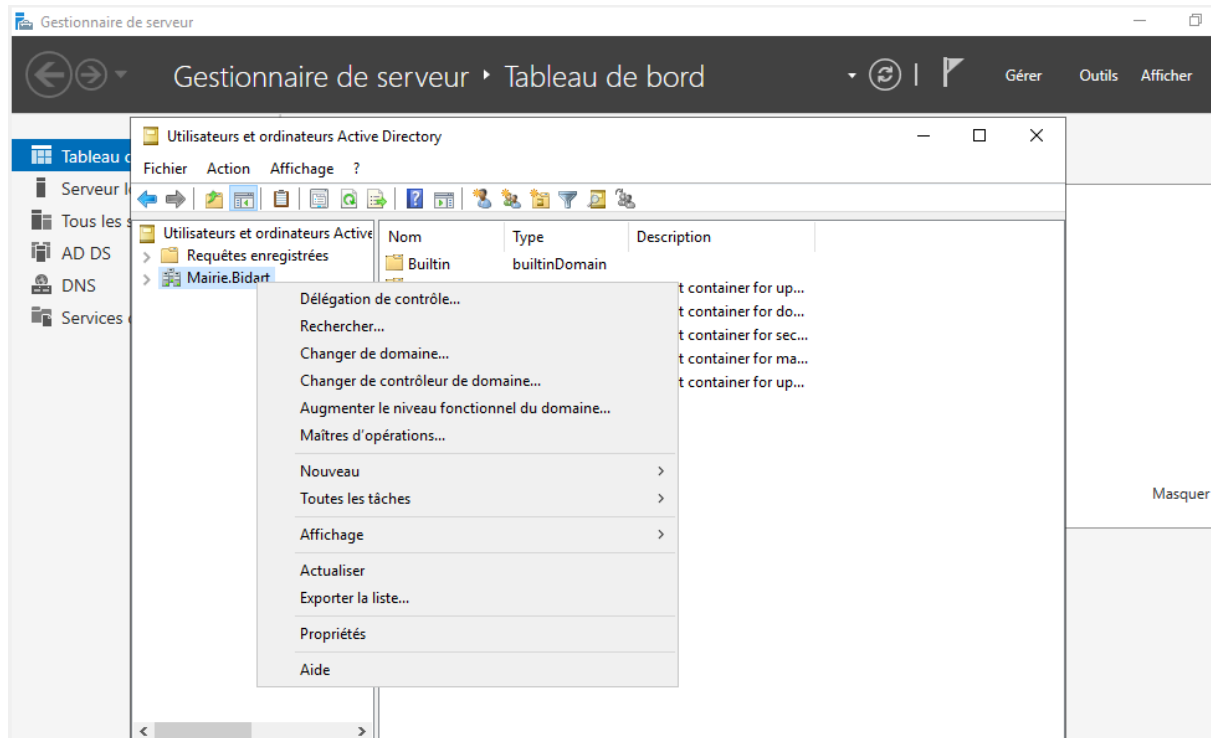 Gestionnaire de serveur
Gestionnaire de serveur ‣ Tableau de bord
Gérer Outils Afficher
Tableau d
Serveur l
Tous les s
AD DS
DNS
Services
Utilisateurs et ordinateurs Active Directory
Fichier Action Affichage ?
Utilisateurs et ordinateurs Active
Requêtes enregistrées
Mairie.Bidart
Nom Type Description
Builtin builtinDomain
t container for up...
t container for do...
t container for sec...
t container for ma...
t container for up...
Délégation de contrôle...
Rechercher...
Changer de domaine...
Changer de contrôleur de domaine...
Augmenter le niveau fonctionnel du domaine...
Maîtres d'opérations...
Nouveau
Toutes les tâches
Affichage
Actualiser
Exporter la liste...
Propriétés
Aide
Masquer